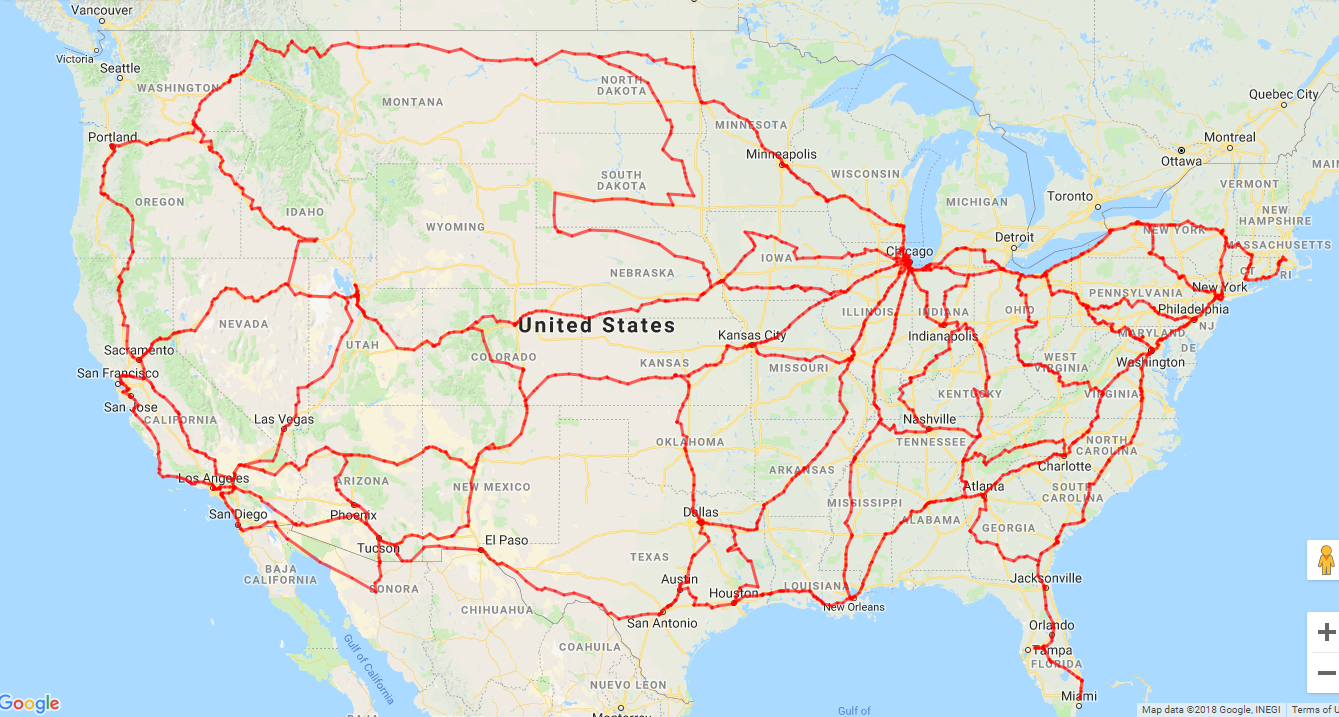 Vancouver
Victoria
Seattle
WASHINGTON
Portland
OREGON
IDAHO
MONTANA
NORTH
DAKOTA
MINNESOTA
Minneapolis
SOUTH
DAKOTA
WISCONSIN
WYOMING
MICHIGAN
Quebec City
Montreal
Ottawa
MAIN
Toronto
VERMONT
NEW
HAMPSHIRE
Detroit
NEW YORK
MASSACHUSETTS
CT
RI
Chicago
IOWA
NEBRASKA
New York
PENNSYLVANIA
Philadelphia
NJ
OHIO
ILLINOIS
INDIANA
Indianapolis
MARYLAND
DE
Washington
WEST
VIRGINIA
VIRGINIA
United States
NEVADA
UTAH
COLORADO
KANSAS
Kansas City
MISSOURI
KENTUCKY
Sacramento
San Francisco
San Jose
CALIFORNIA
Las Vegas
Nashville
TENNESSEE
NORTH
CAROLINA
Charlotte
OKLAHOMA
ARKANSAS
Los Angeles
ARIZONA
NEW MEXICO
Phoenix
San Diego
Tucson
El Paso
Dallas
MISSISSIPPI
ALABAMA
Atlanta
SOUTH
CAROLINA
GEORGIA
TEXAS
Austin
Houston
LOUISIANA
New Orleans
San Antonio
Jacksonville
Orlando
Tampa
FLORIDA
Miami
BAJA
CALIFORNIA
SONORA
CHIHUAHUA
COAHUILA
NUEVO LEON
Monterrey
Gulf of California
Gulf of
Google
Map data ©2018 Google, INEGI
Terms of U